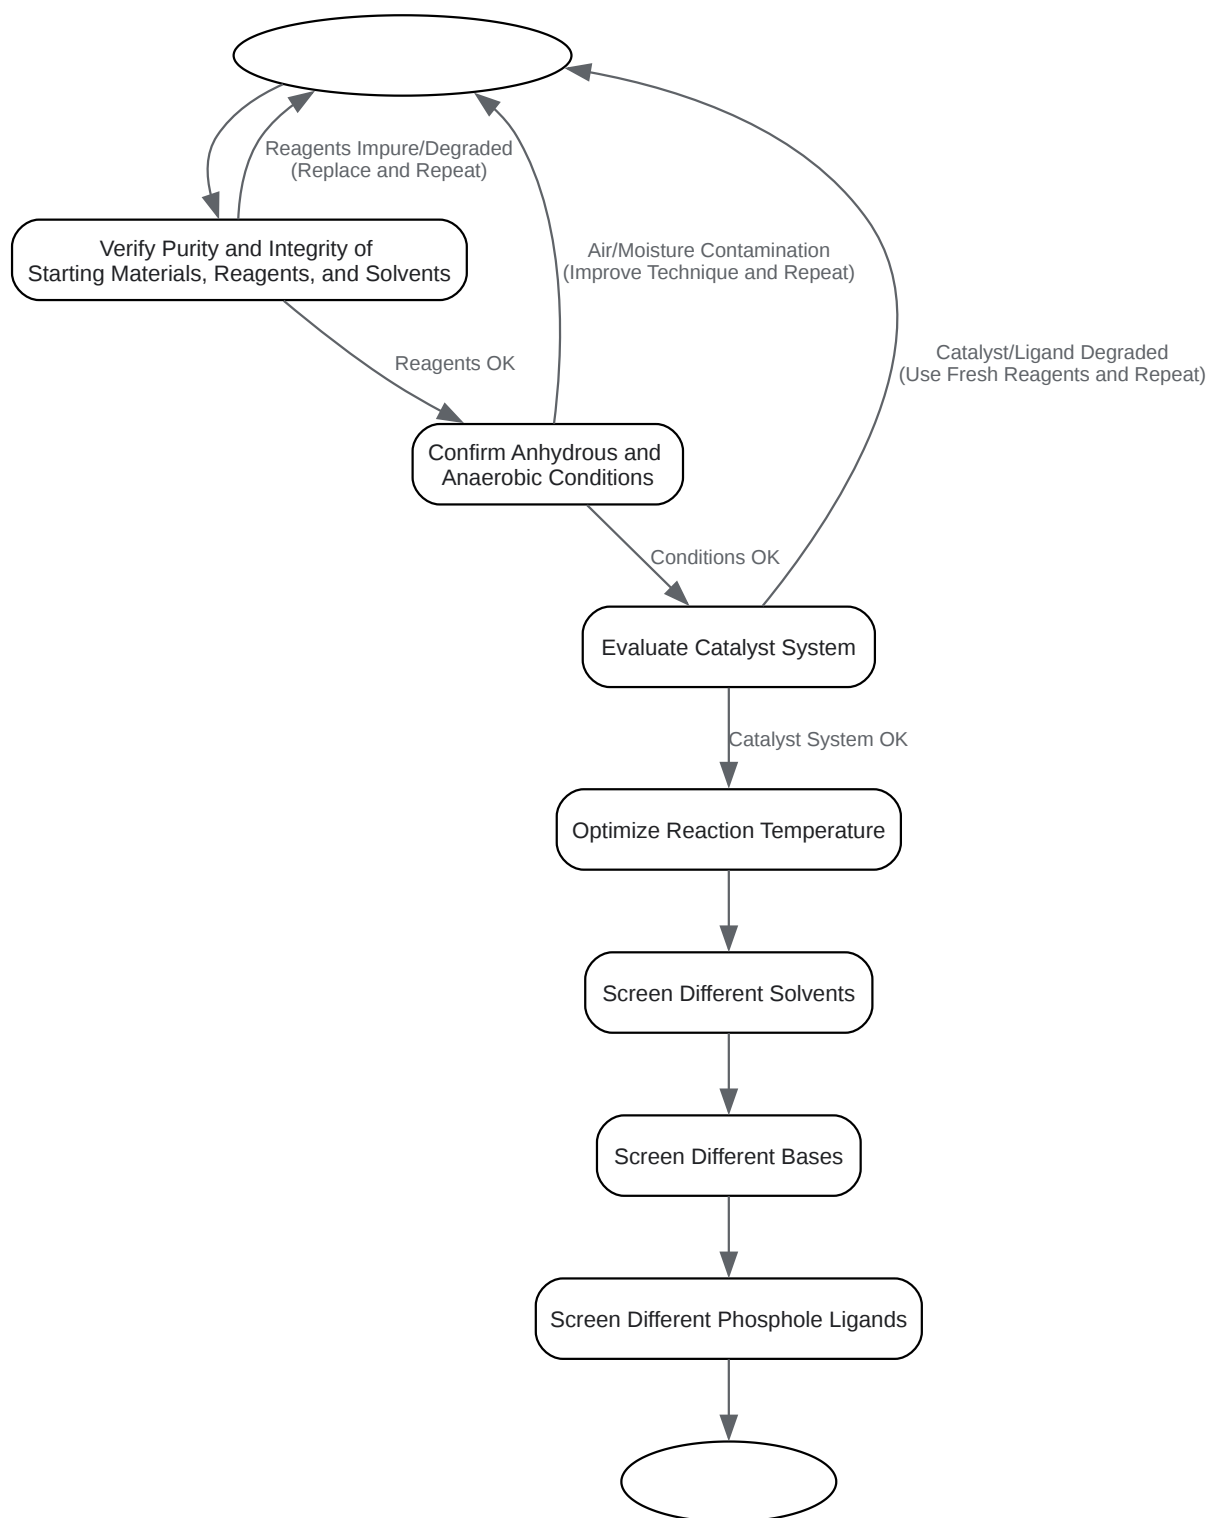 Reagents Impure/Degraded
(Replace and Repeat)
Verify Purity and Integrity of
Starting Materials, Reagents, and Solvents
Air/Moisture Contamination
(Improve Technique and Repeat)
Reagents OK
Catalyst/Ligand Degraded
(Use Fresh Reagents and Repeat)
Confirm Anhydrous and
Anaerobic Conditions
Conditions OK
Evaluate Catalyst System
Catalyst System OK
Optimize Reaction Temperature
Screen Different Solvents
Screen Different Bases
Screen Different Phosphole Ligands